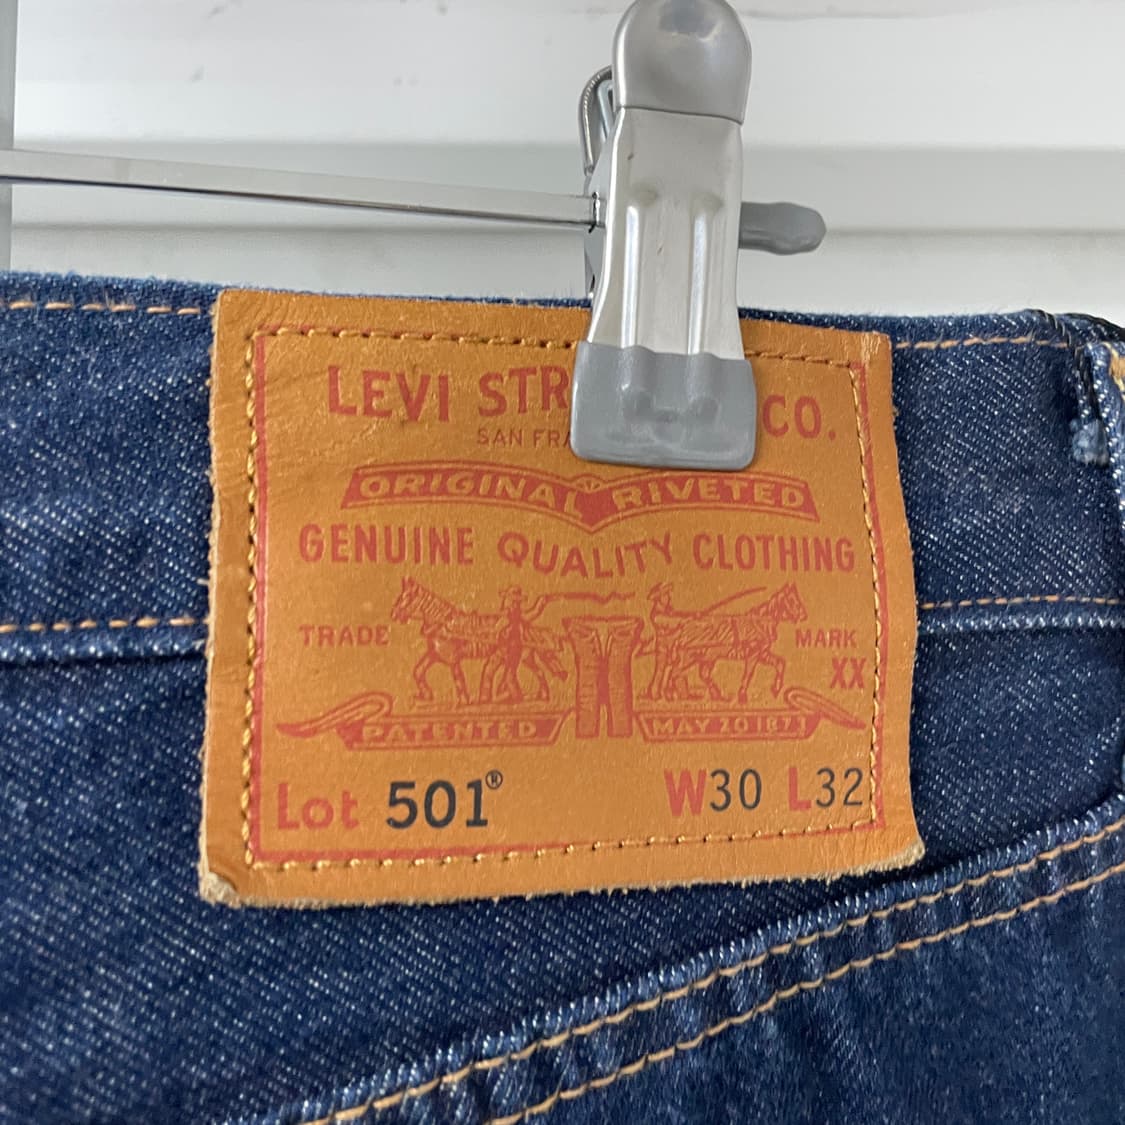 LEVI STR CO.
SAN FRA
ORIGINAL RIVETED
GENUINE QUALITY CLOTHING
TRADE MARK
XX
PATENTED MAY 20 1873
Lot 501® W30 L32